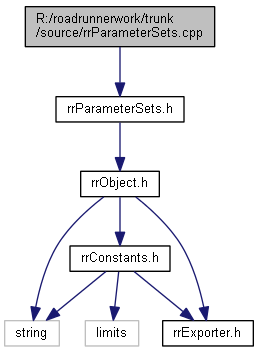 R:/roadrunnerwork/trunk
/source/rrParameterSets.cpp
rrParameterSets.h
rrObject.h
rrConstants.h
string
limits
rrExporter.h